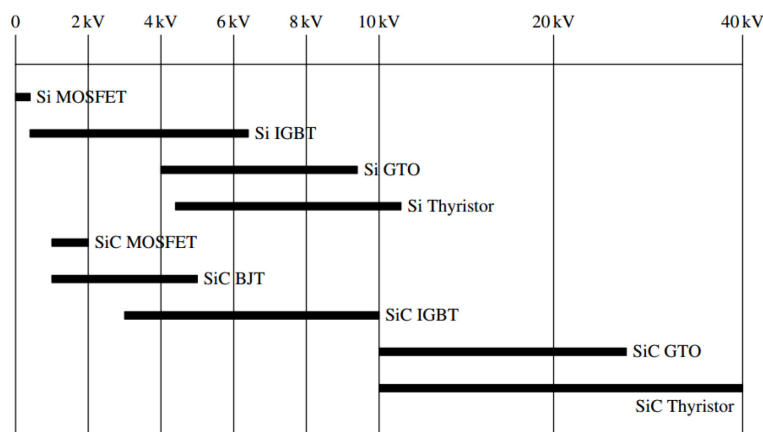 0 2 kV 4 kV 6 kV 8 kV 10 kV 20 kV 40 kV
Si MOSFET
Si IGBT
Si GTO
Si Thyristor
SiC MOSFET
SiC BJT
SiC IGBT
SiC GTO
SiC Thyristor